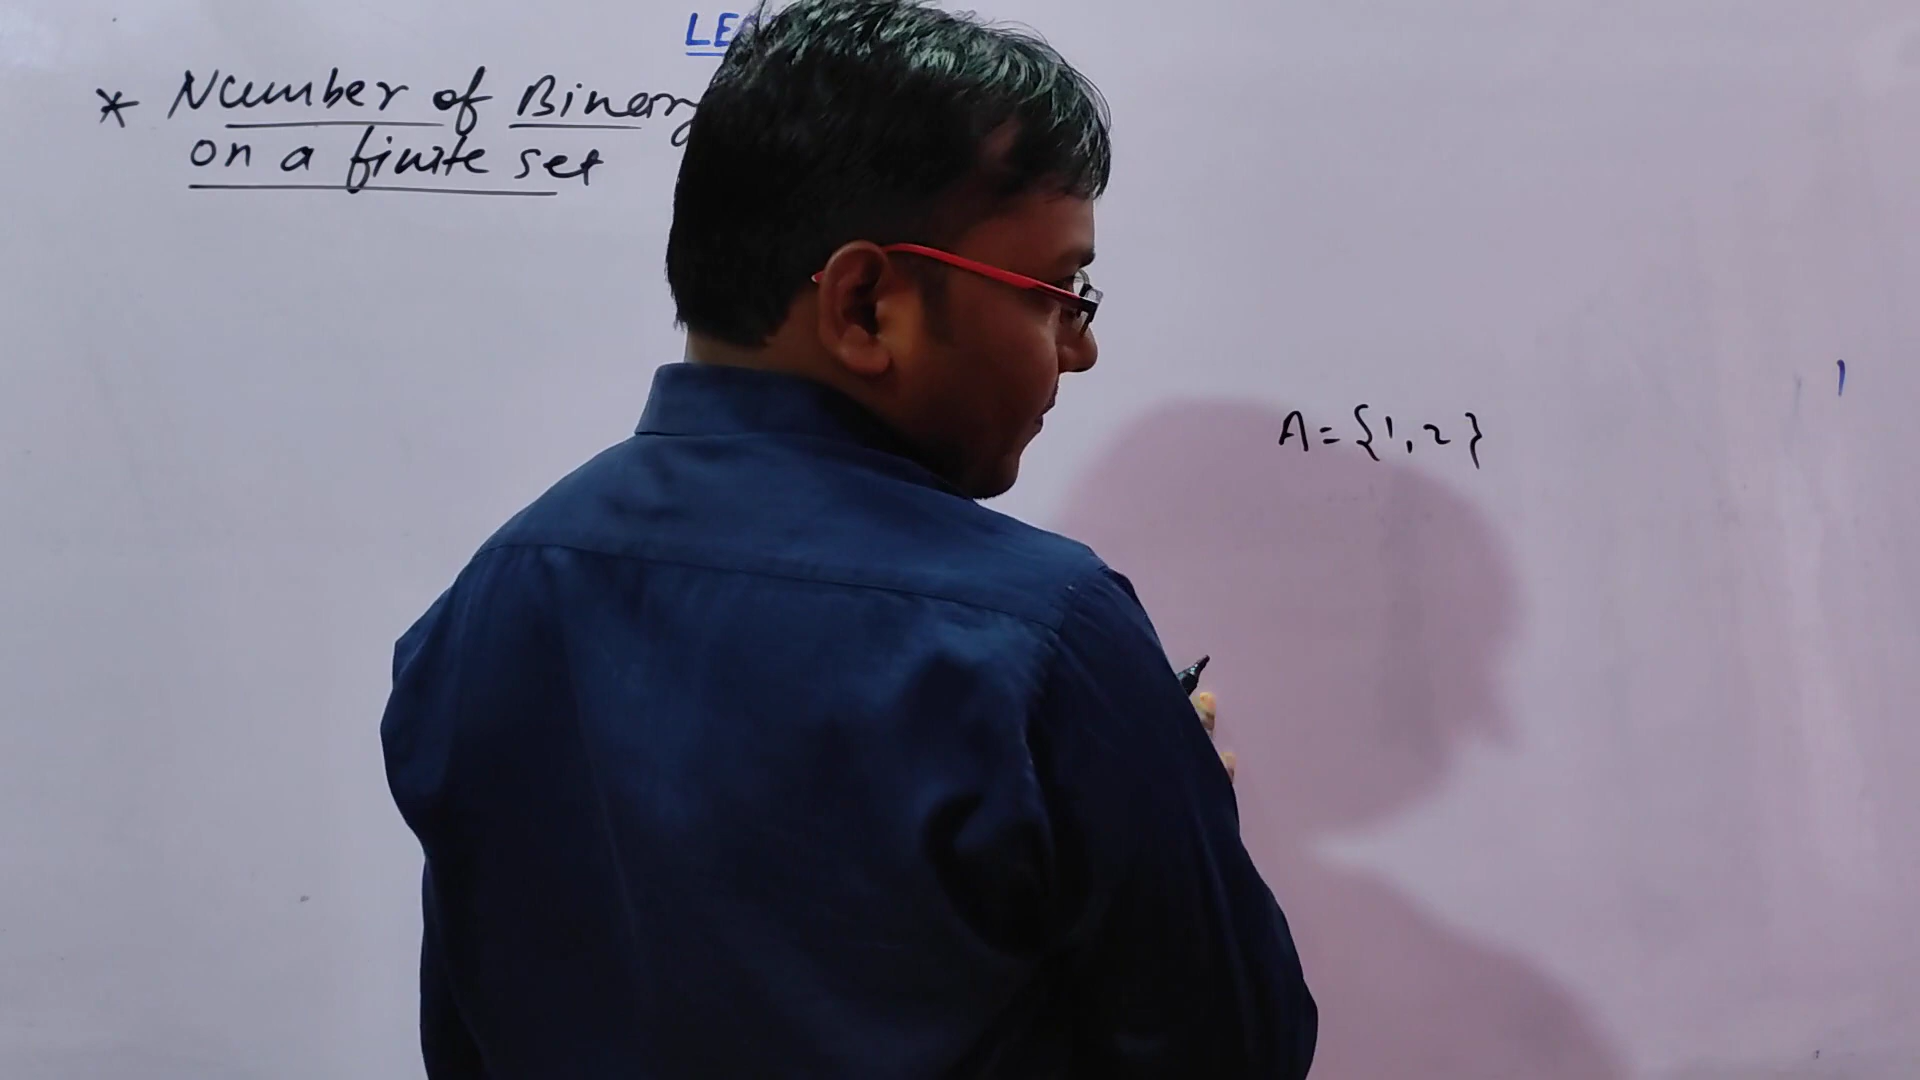 * Number of Binary
on a finite set
A = {1, 2}